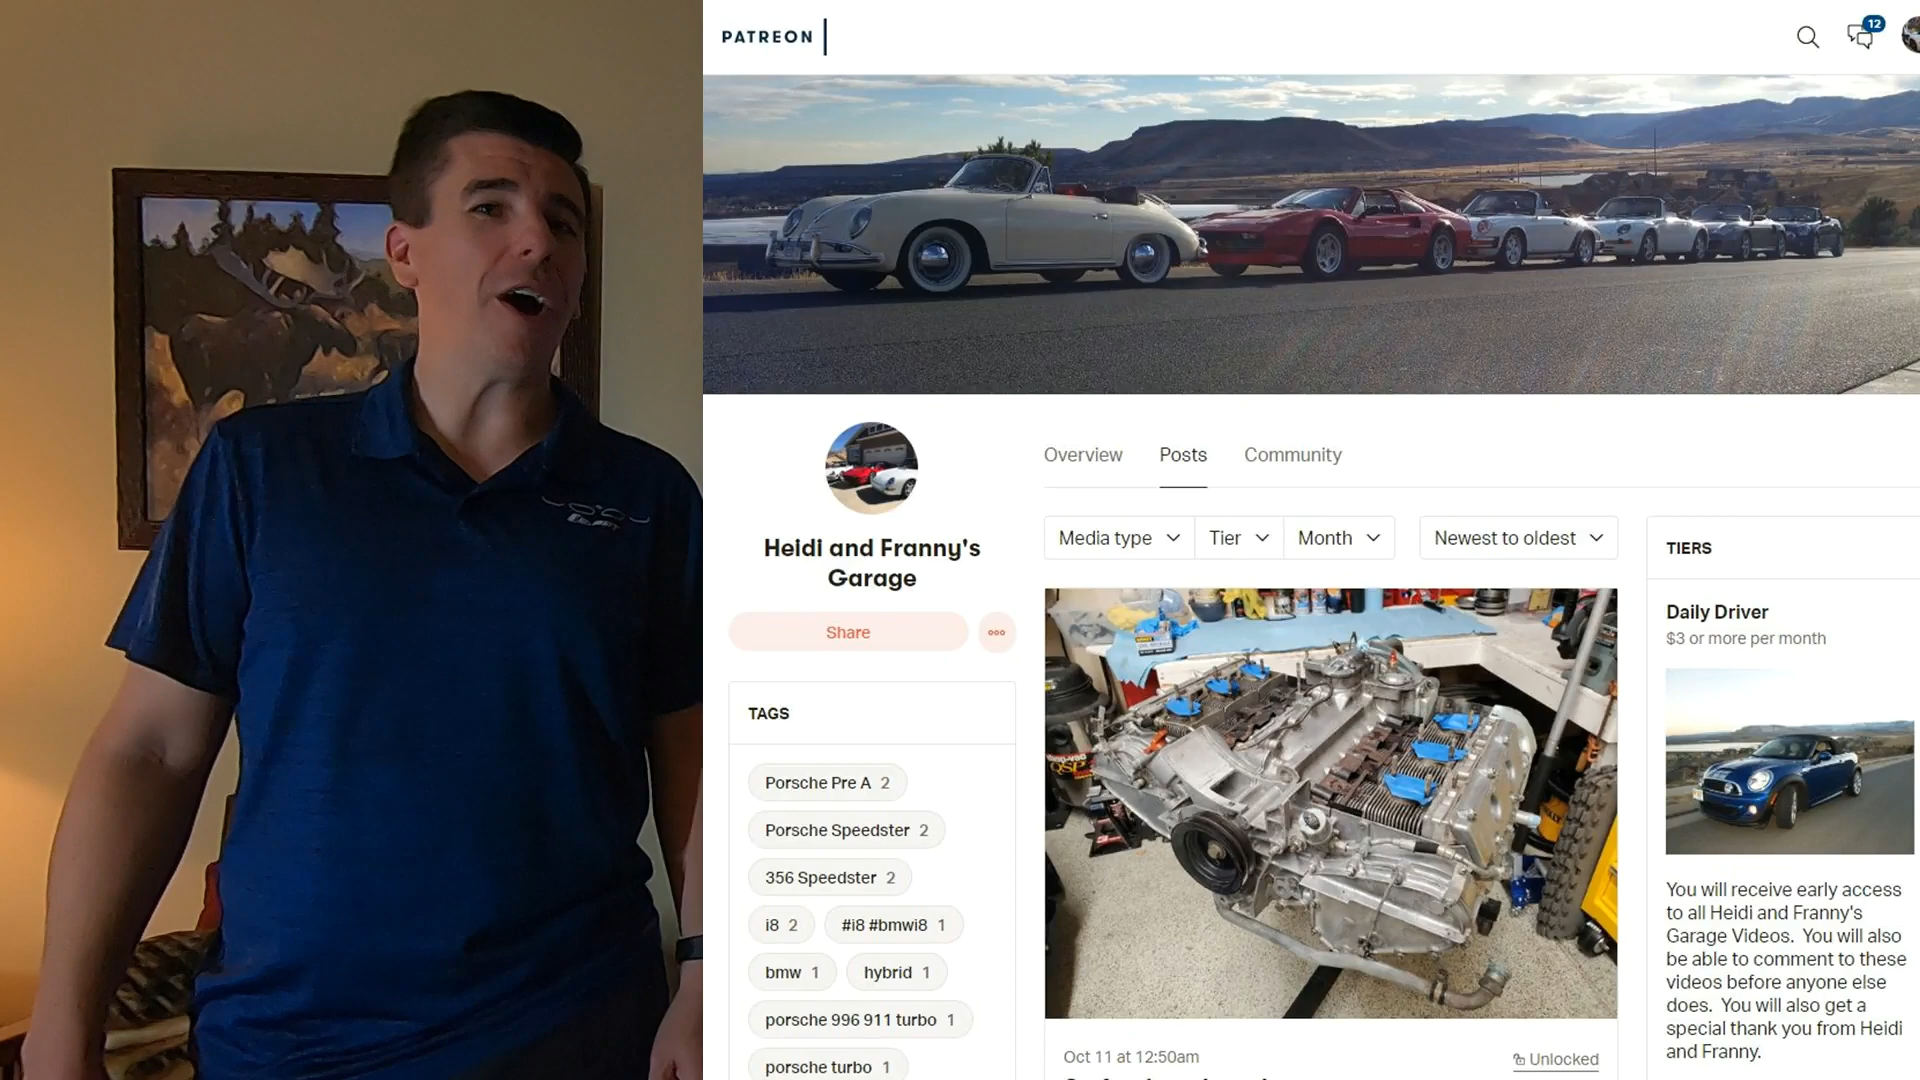 PATREON
12
Heidi and Franny's
Garage
Share
TAGS
Porsche Pre A 2
Porsche Speedster 2
356 Speedster 2
i8 2
#i8 #bmwi8 1
bmw 1
hybrid 1
porsche 996 911 turbo 1
porsche turbo 1
Overview
Posts
Community
Media type
Tier
Month
Newest to oldest
Oct 11 at 12:50am
Unlocked
TIERS
Daily Driver
$3 or more per month
You will receive early access
to all Heidi and Franny's
Garage Videos. You will also
be able to comment to these
videos before anyone else
does. You will also get a
special thank you from Heidi
and Franny.